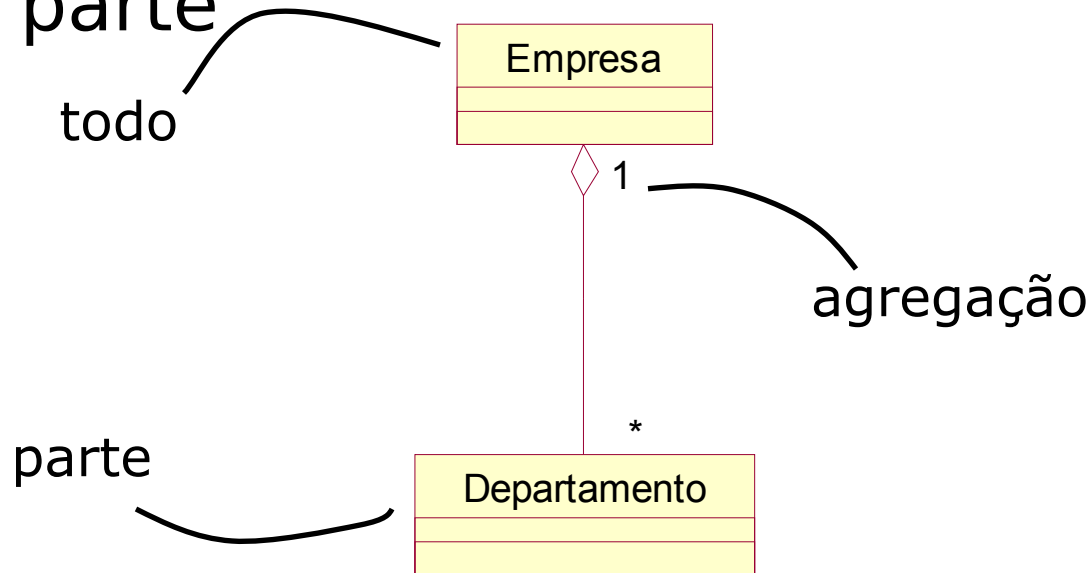 parte
Empresa
todo
1
agregação
*
parte
Departamento